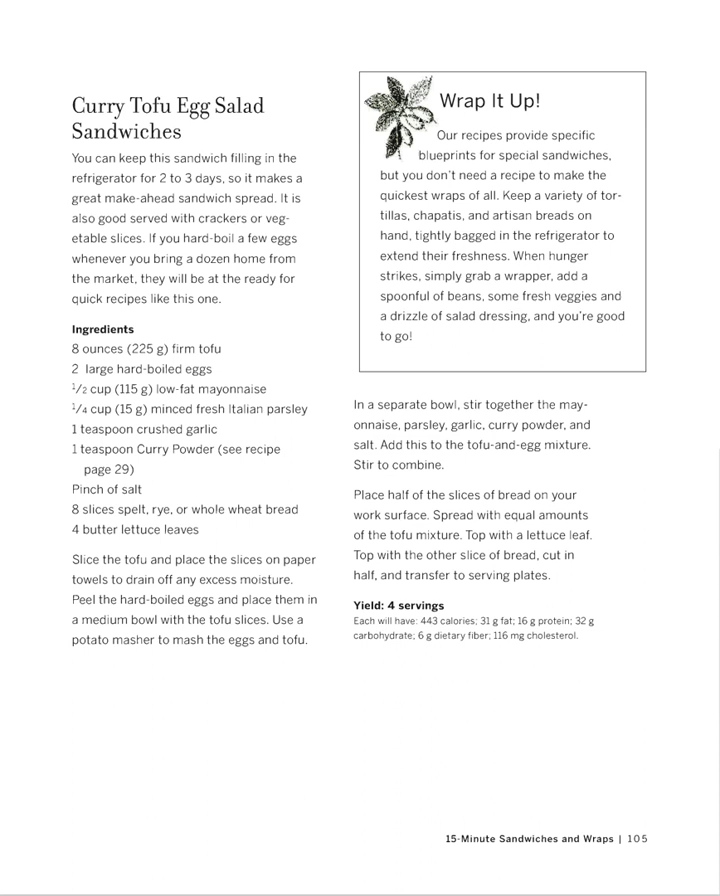 Curry Tofu Egg Salad
Sandwiches
You can keep this sandwich filling in the
refrigerator for 2 to 3 days, so it makes a
great make-ahead sandwich spread. It is
also good served with crackers or veg-
etable slices. If you hard-boil a few eggs
whenever you bring a dozen home from
the market, they will be at the ready for
quick recipes like this one.
Ingredients
8 ounces (225 g) firm tofu
2 large hard-boiled eggs
1/2 cup (115 g) low-fat mayonnaise
1/4 cup (15 g) minced fresh Italian parsley
1 teaspoon crushed garlic
1 teaspoon Curry Powder (see recipe
page 29)
Pinch of salt
8 slices spelt, rye, or whole wheat bread
4 butter lettuce leaves
Slice the tofu and place the slices on paper
towels to drain off any excess moisture.
Peel the hard-boiled eggs and place them in
a medium bowl with the tofu slices. Use a
potato masher to mash the eggs and tofu.
Wrap It Up!
Our recipes provide specific
blueprints for special sandwiches,
but you don't need a recipe to make the
quickest wraps of all. Keep a variety of tor-
tillas, chapatis, and artisan breads on
hand, tightly bagged in the refrigerator to
extend their freshness. When hunger
strikes, simply grab a wrapper, add a
spoonful of beans, some fresh veggies and
a drizzle of salad dressing, and you're good
to go!
In a separate bowl, stir together the may-
onnaise, parsley, garlic, curry powder, and
salt. Add this to the tofu-and-egg mixture.
Stir to combine.
Place half of the slices of bread on your
work surface. Spread with equal amounts
of the tofu mixture. Top with a lettuce leaf.
Top with the other slice of bread, cut in
half, and transfer to serving plates.
Yield: 4 servings
Each will have: 443 calories; 31 g fat; 16 g protein; 32 g
carbohydrate; 6 g dietary fiber; 116 mg cholesterol.
15-Minute Sandwiches and Wraps | 105